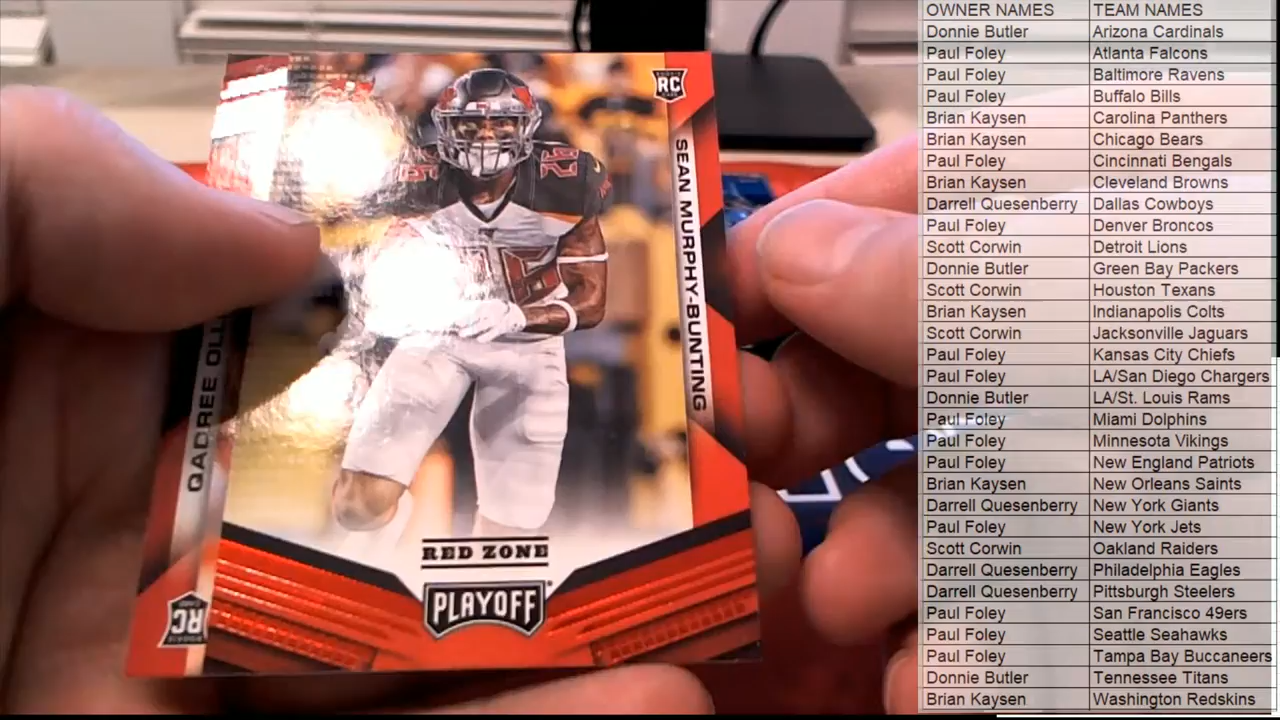 RC
SEAN MURPHY-BUNTING
26
RED ZONE
PLAYOFF
QADREE OLL
RC
OWNER NAMES TEAM NAMES
Donnie Butler Arizona Cardinals
Paul Foley Atlanta Falcons
Paul Foley Baltimore Ravens
Paul Foley Buffalo Bills
Brian Kaysen Carolina Panthers
Brian Kaysen Chicago Bears
Paul Foley Cincinnati Bengals
Brian Kaysen Cleveland Browns
Darrell Quesenberry Dallas Cowboys
Paul Foley Denver Broncos
Scott Corwin Detroit Lions
Donnie Butler Green Bay Packers
Scott Corwin Houston Texans
Brian Kaysen Indianapolis Colts
Scott Corwin Jacksonville Jaguars
Paul Foley Kansas City Chiefs
Paul Foley LA/San Diego Chargers
Donnie Butler LA/St. Louis Rams
Paul Foley Miami Dolphins
Paul Foley Minnesota Vikings
Paul Foley New England Patriots
Brian Kaysen New Orleans Saints
Darrell Quesenberry New York Giants
Paul Foley New York Jets
Scott Corwin Oakland Raiders
Darrell Quesenberry Philadelphia Eagles
Darrell Quesenberry Pittsburgh Steelers
Paul Foley San Francisco 49ers
Paul Foley Seattle Seahawks
Paul Foley Tampa Bay Buccaneers
Donnie Butler Tennessee Titans
Brian Kaysen Washington Redskins